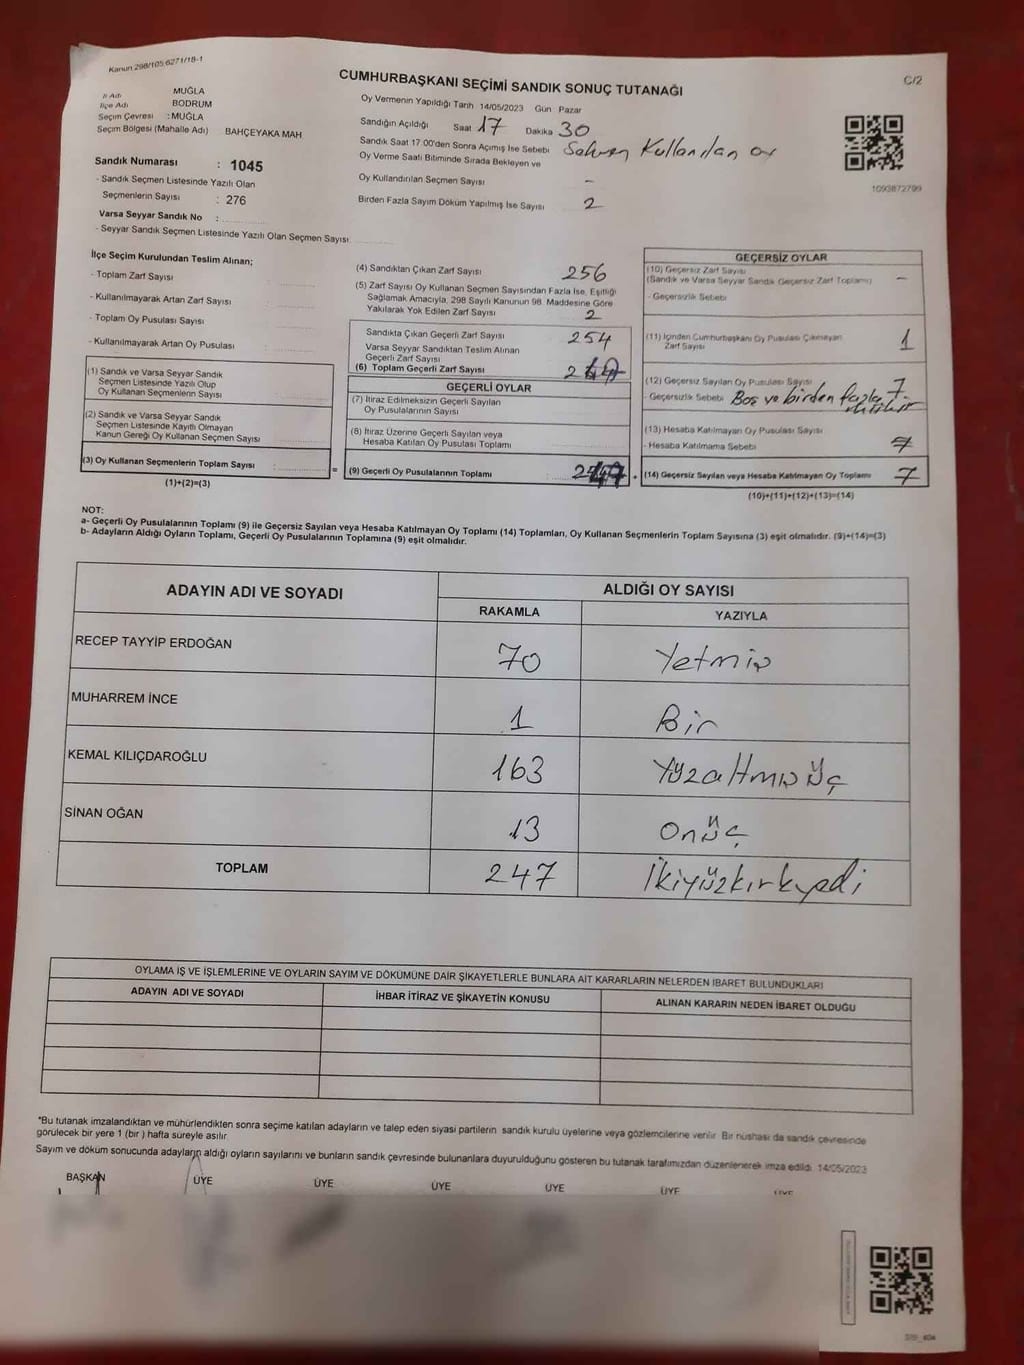 Kanun 298/105,6271/18-1
CUMHURBAŞKANI SEÇİMİ SANDIK SONUÇ TUTANAĞI
C/2
İl Adı MUĞLA
İlçe Adı BODRUM
Seçim Çevresi : MUĞLA
Seçim Bölgesi (Mahalle Adı) BAHÇEYAKA MAH
Oy Vermenin Yapıldığı Tarih 14/05/2023 Gün Pazar
Sandığın Açıldığı Saat 17 Dakika 30
Sandık Saat 17.00'den Sonra Açımış İse Sebebi Sehven Kullanılan oy
Oy Verme Saati Bitiminde Sırada Bekleyen ve
Oy Kullandırılan Seçmen Sayısı -
Birden Fazla Sayım Döküm Yapılmış İse Sayısı 2
1093872799
Sandık Numarası : 1045
- Sandık Seçmen Listesinde Yazılı Olan
Seçmenlerin Sayısı : 276
Varsa Seyyar Sandık No :
- Seyyar Sandık Seçmen Listesinde Yazılı Olan Seçmen Sayısı
İlçe Seçim Kurulundan Teslim Alınan;
- Toplam Zarf Sayısı :
- Kullanılmayarak Artan Zarf Sayısı :
- Toplam Oy Pusulası Sayısı :
- Kullanılmayarak Artan Oy Pusulası :
(1) Sandık ve Varsa Seyyar Sandık
Seçmen Listesinde Yazılı Olup
Oy Kullanan Seçmenlerin Sayısı :
(2) Sandık ve Varsa Seyyar Sandık
Seçmen Listesinde Kayıtlı Olmayan
Kanun Gereği Oy Kullanan Seçmen Sayısı :
(3) Oy Kullanan Seçmenlerin Toplam Sayısı : =
(1)+(2)=(3)
(4) Sandıktan Çıkan Zarf Sayısı 256
(5) Zarf Sayısı Oy Kullanan Seçmen Sayısından Fazla İse, Eşitliği
Sağlamak Amacıyla, 298 Sayılı Kanunun 98. Maddesine Göre
Yakılarak Yok Edilen Zarf Sayısı 2
Sandıkta Çıkan Geçerli Zarf Sayısı 254
Varsa Seyyar Sandıktan Teslim Alınan
Geçerli Zarf Sayısı
(6) Toplam Geçerli Zarf Sayısı
GEÇERLİ OYLAR
(7) İtiraz Edilmeksizin Geçerli Sayılan
Oy Pusulalarının Sayısı
(8) İtiraz Üzerine Geçerli Sayılan veya
Hesaba Katılan Oy Pusulası Toplamı
(9) Geçerli Oy Pusulalarının Toplamı : +
GEÇERSİZ OYLAR
(10) Geçersiz Zarf Sayısı
(Sandık ve Varsa Seyyar Sandık Geçersiz Zarf Toplamı) -
- Geçersizlik Sebebi
(11) İçinden Cumhurbaşkanı Oy Pusulası Çıkmayan
Zarf Sayısı 1
(12) Geçersiz Sayılan Oy Pusulası Sayısı 7
- Geçersizlik Sebebi Boş ve birden fazla
(13) Hesaba Katılmayan Oy Pusulası Sayısı
- Hesaba Katılmama Sebebi
(14) Geçersiz Sayılan veya Hesaba Katılmayan Oy Toplamı 7
(10)+(11)+(12)+(13)=(14)
NOT:
a- Geçerli Oy Pusulalarının Toplamı (9) ile Geçersiz Sayılan veya Hesaba Katılmayan Oy Toplamı (14) Toplamları, Oy Kullanan Seçmenlerin Toplam Sayısına (3) eşit olmalıdır. (9)+(14)=(3)
b- Adayların Aldığı Oyların Toplamı, Geçerli Oy Pusulalarının Toplamına (9) eşit olmalıdır.
ADAYIN ADI VE SOYADI
ALDIĞI OY SAYISI
RAKAMLA YAZIYLA
RECEP TAYYİP ERDOĞAN 70 Yetmiş
MUHARREM İNCE 1 Bir
KEMAL KILIÇDAROĞLU 163 Yüzaltmışüç
SİNAN OĞAN 13 Onüç
TOPLAM 247 İkiyüzkırkyedi
OYLAMA İŞ VE İŞLEMLERİNE VE OYLARIN SAYIM VE DÖKÜMÜNE DAİR ŞİKAYETLERLE BUNLARA AİT KARARLARIN NELERDEN İBARET BULUNDUKLARI
ADAYIN ADI VE SOYADI İHBAR İTİRAZ VE ŞİKAYETİN KONUSU ALINAN KARARIN NEDEN İBARET OLDUĞU
*Bu tutanak imzalandıktan ve mühürlendikten sonra seçime katılan adayların ve talep eden siyasi partilerin sandık kurulu üyelerine veya gözlemcilerine verilir. Bir nüshası da sandık çevresinde
görülecek bir yere 1 (bir) hafta süreyle asılır.
Sayım ve döküm sonucunda adayların aldığı oyların sayılarını ve bunların sandık çevresinde bulunanlara duyurulduğunu gösteren bu tutanak tarafımızdan düzenlenerek imza edildi. 14/05/2023
BAŞKAN ÜYE ÜYE ÜYE ÜYE ÜYE ÜYE